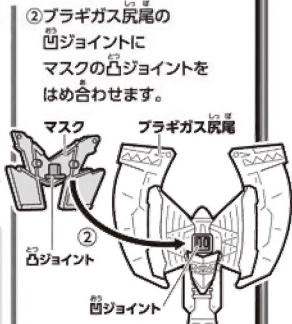 ②ブラギガス尻尾の
凹ジョイントに
マスクの凸ジョイントを
はめ合わせます。
マスク
ブラギガス尻尾
②
凸ジョイント
凹ジョイント